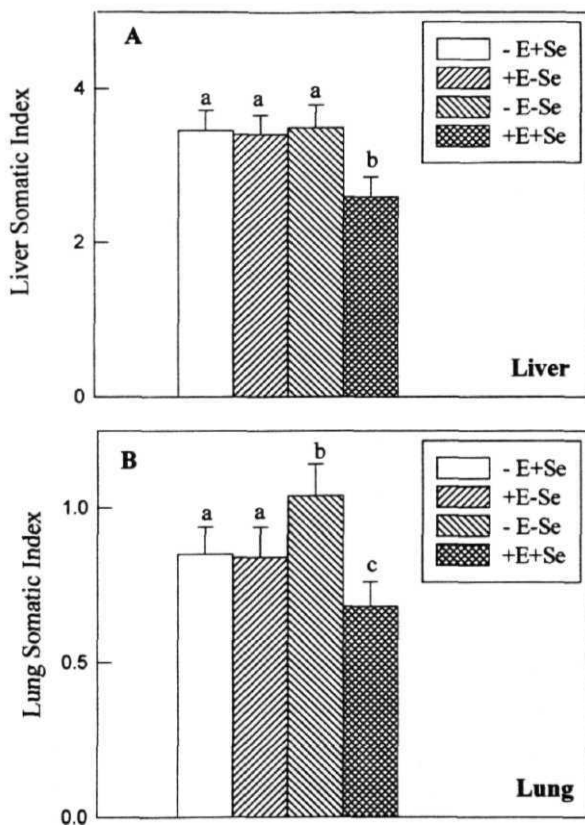 A
- E+Se
+E-Se
- E-Se
+E+Se
Liver Somatic Index
4
2
0
a
a
a
b
Liver
B
- E+Se
+E-Se
- E-Se
+E+Se
Lung Somatic Index
1.0
0.5
0.0
a
a
b
c
Lung